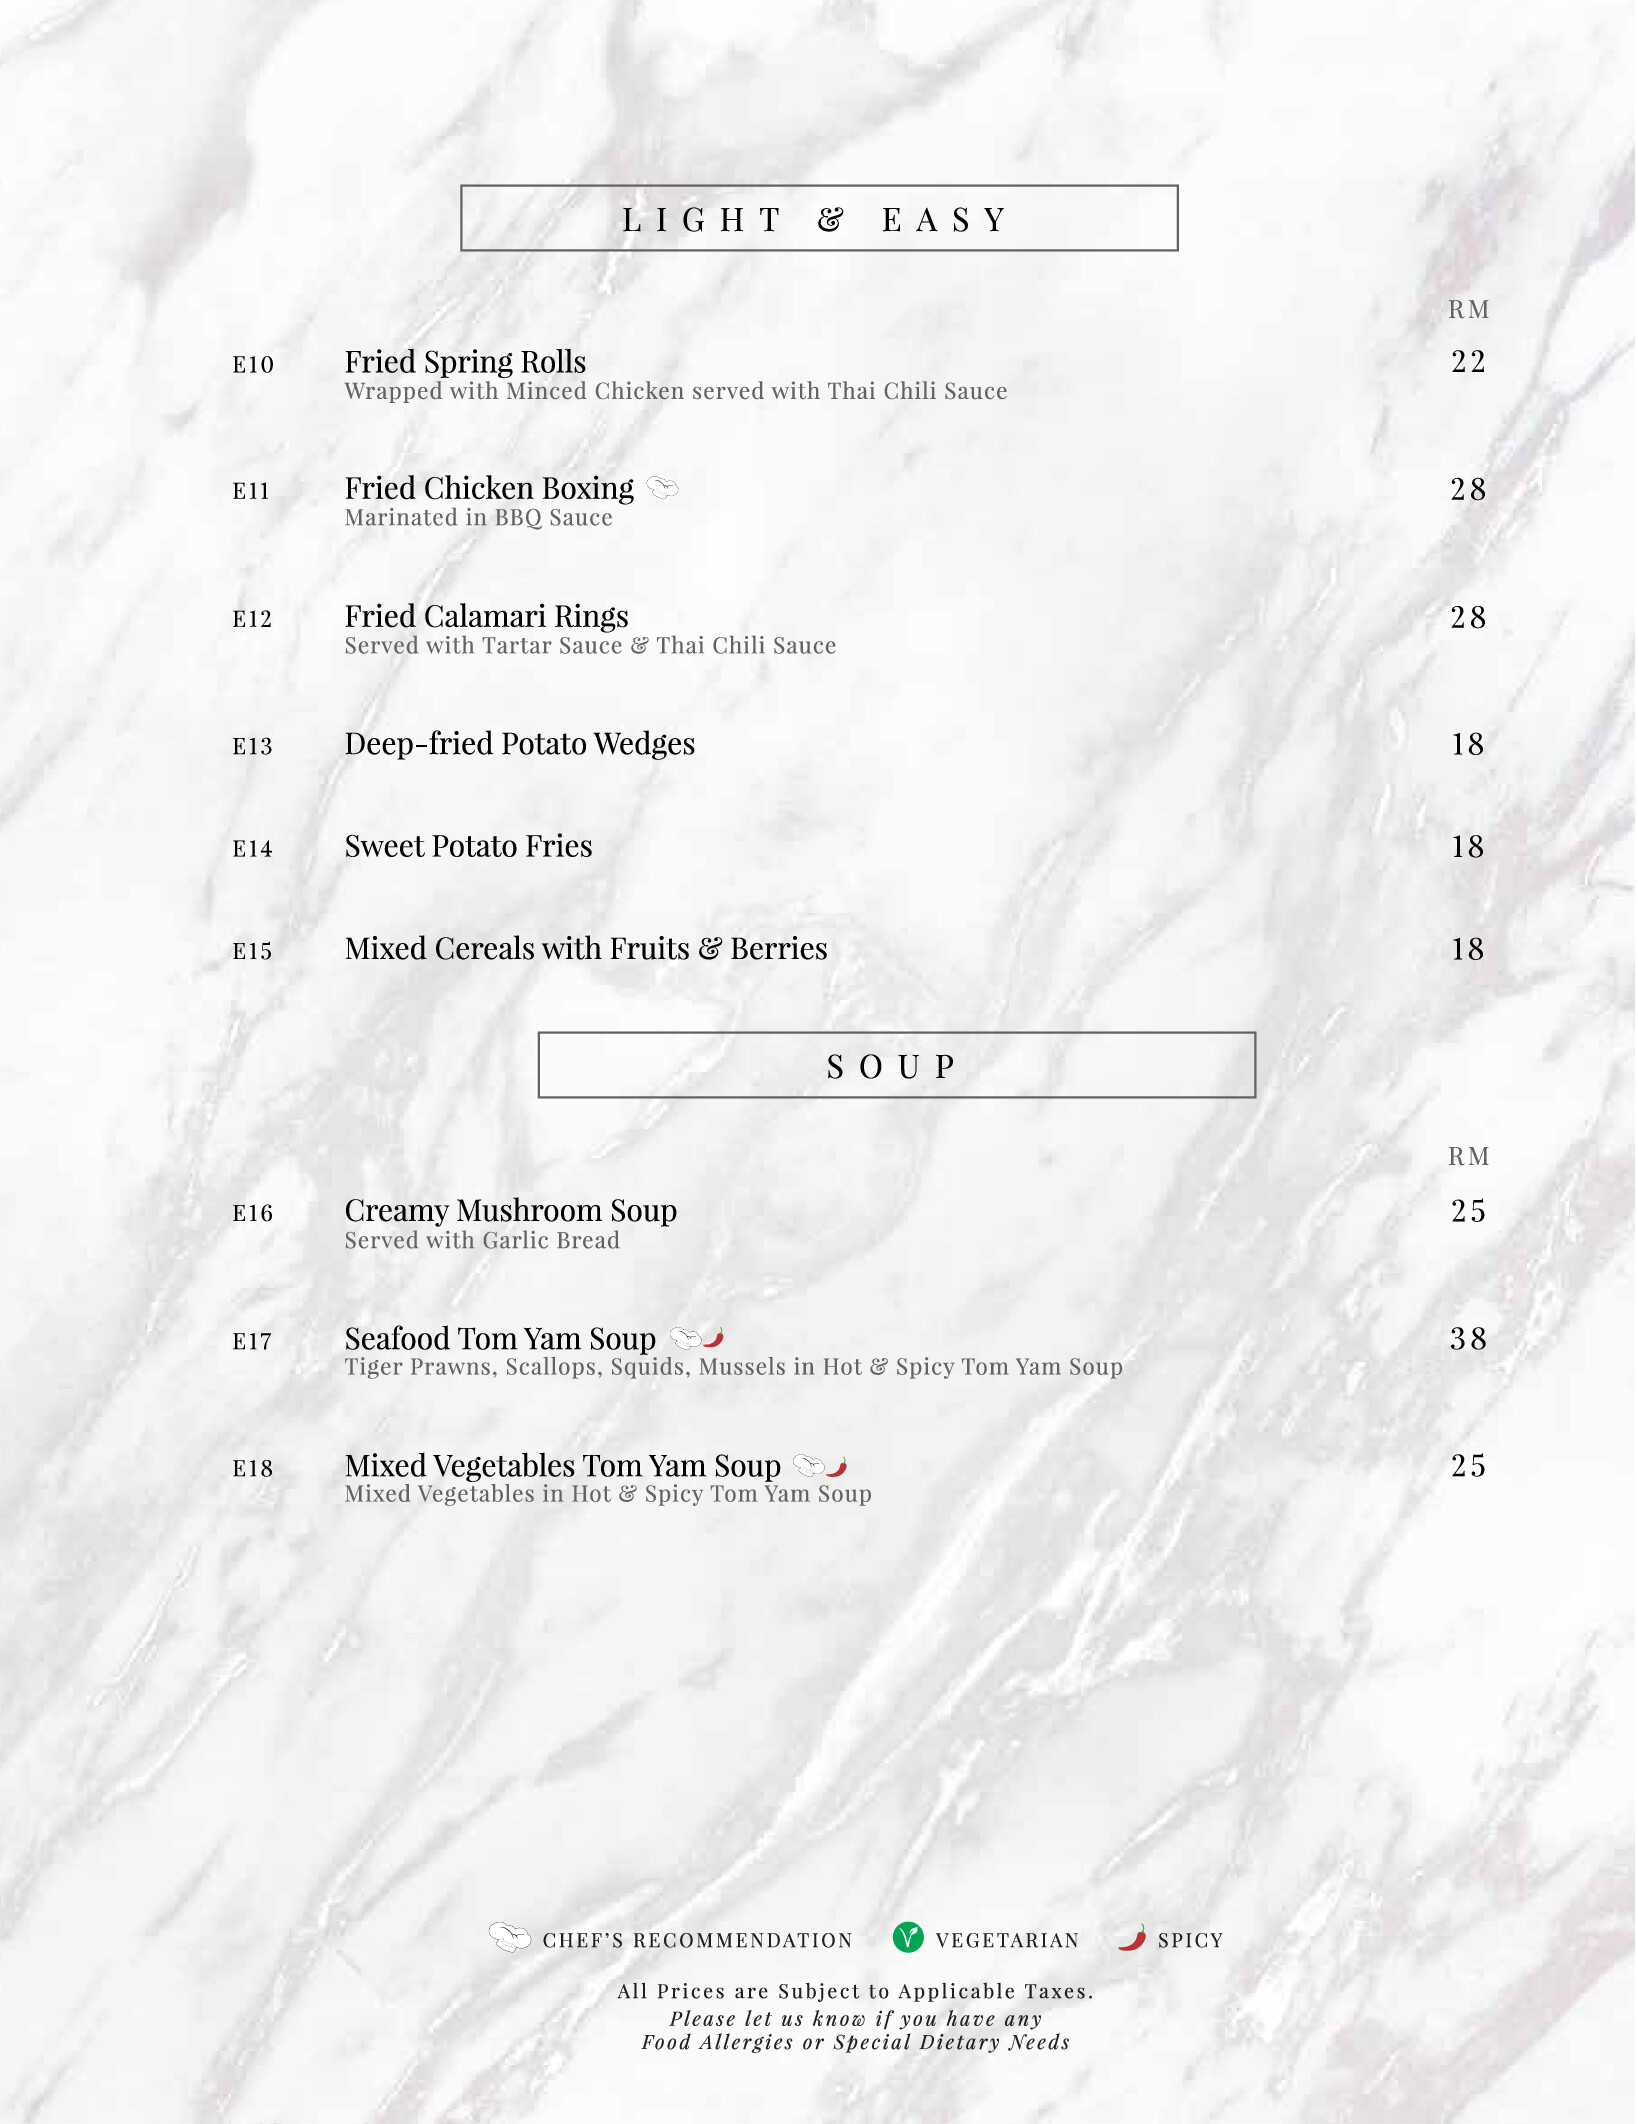 LIGHT & EASY
RM
E10 Fried Spring Rolls 22
Wrapped with Minced Chicken served with Thai Chili Sauce
E11 Fried Chicken Boxing 28
Marinated in BBQ Sauce
E12 Fried Calamari Rings 28
Served with Tartar Sauce & Thai Chili Sauce
E13 Deep-fried Potato Wedges 18
E14 Sweet Potato Fries 18
E15 Mixed Cereals with Fruits & Berries 18
SOUP
RM
E16 Creamy Mushroom Soup 25
Served with Garlic Bread
E17 Seafood Tom Yam Soup 38
Tiger Prawns, Scallops, Squids, Mussels in Hot & Spicy Tom Yam Soup
E18 Mixed Vegetables Tom Yam Soup 25
Mixed Vegetables in Hot & Spicy Tom Yam Soup
CHEF'S RECOMMENDATION V VEGETARIAN SPICY
All Prices are Subject to Applicable Taxes.
Please let us know if you have any
Food Allergies or Special Dietary Needs